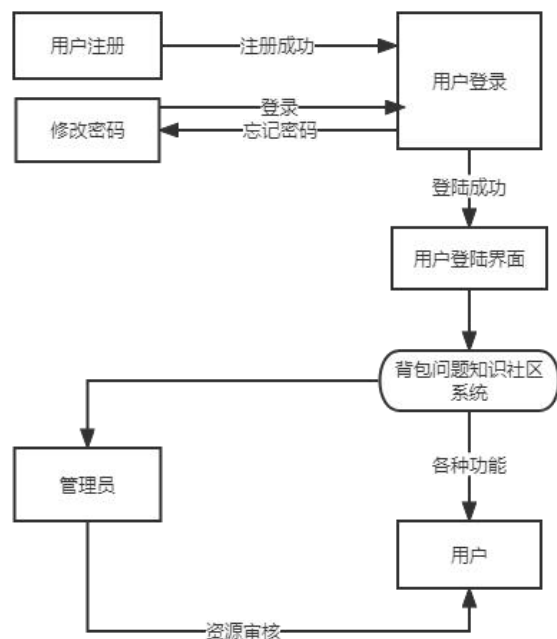 用户注册
注册成功
用户登录
修改密码
登录
忘记密码
登陆成功
用户登陆界面
背包问题知识社区
系统
管理员
各种功能
用户
资源审核